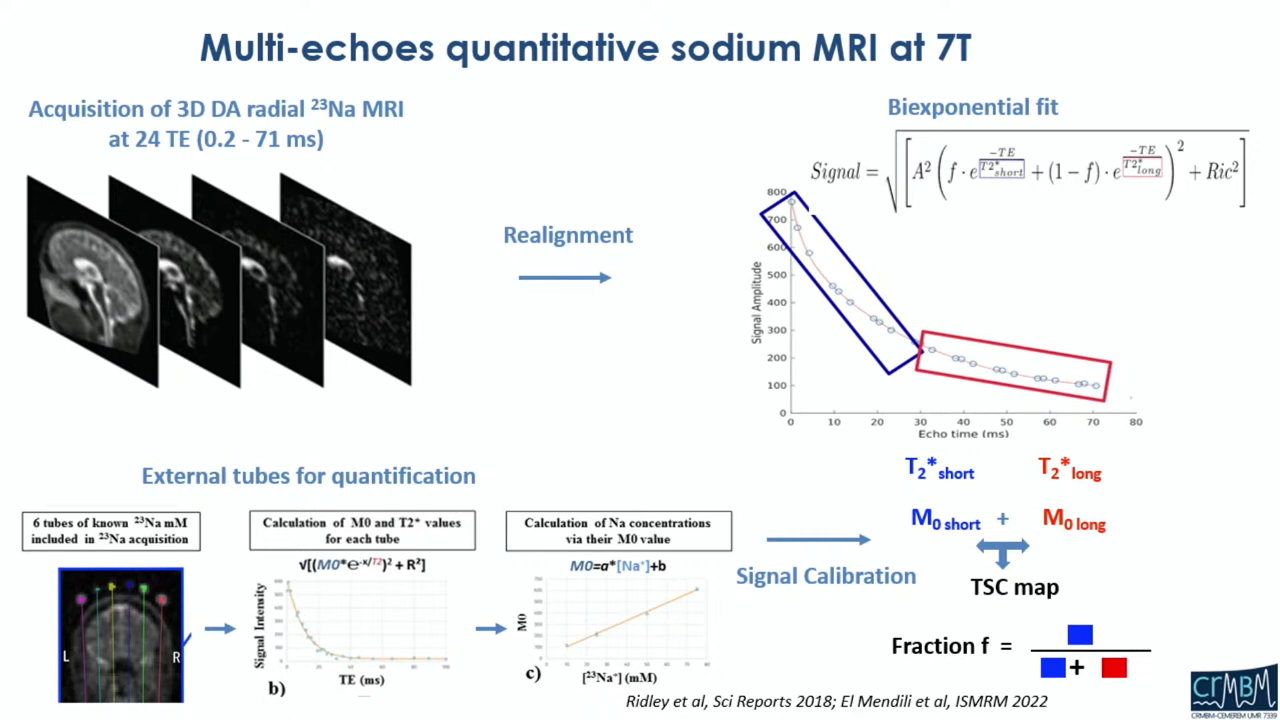 Multi-echoes quantitative sodium MRI at 7T
Acquisition of 3D DA radial ²³Na MRI
at 24 TE (0.2 - 71 ms)
Realignment
Biexponential fit
Signal = √[A² (f · e^(-TE/T2*short) + (1 − f) · e^(-TE/T2*long))² + Ric²]
800
700
600
500
400
300
200
100
0
Signal Amplitude
0 10 20 30 40 50 60 70 80
Echo time (ms)
T₂*short T₂*long
M₀ short + M₀ long
TSC map
Fraction f =
+
External tubes for quantification
6 tubes of known ²³Na mM
included in ²³Na acquisition
L
R
Calculation of M0 and T2* values
for each tube
√[(M0*e^(-x/T2))² + R²]
Signal Intensity
TE (ms)
b)
Calculation of Na concentrations
via their M0 value
M0=a*[Na⁺]+b
M0
[²³Na⁺] (mM)
c)
Signal Calibration
Ridley et al, Sci Reports 2018; El Mendili et al, ISMRM 2022
CRMBM
CRMBM-CEMEREM UMR 7339